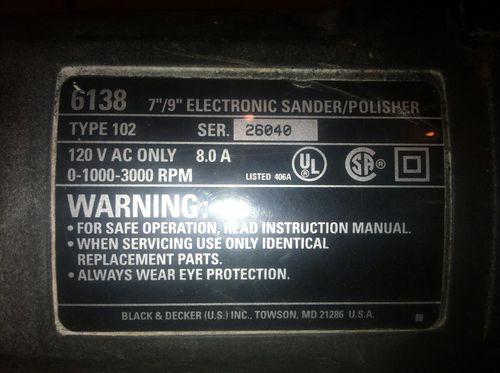 6138 7"/9" ELECTRONIC SANDER/POLISHER
TYPE 102 SER. 26040
120 V AC ONLY 8.0 A
0-1000-3000 RPM
UL ® LISTED 406A SA ®
WARNING:
• FOR SAFE OPERATION, READ INSTRUCTION MANUAL.
• WHEN SERVICING USE ONLY IDENTICAL
REPLACEMENT PARTS.
• ALWAYS WEAR EYE PROTECTION.
BLACK & DECKER (U.S.) INC., TOWSON, MD 21286 U.S.A.